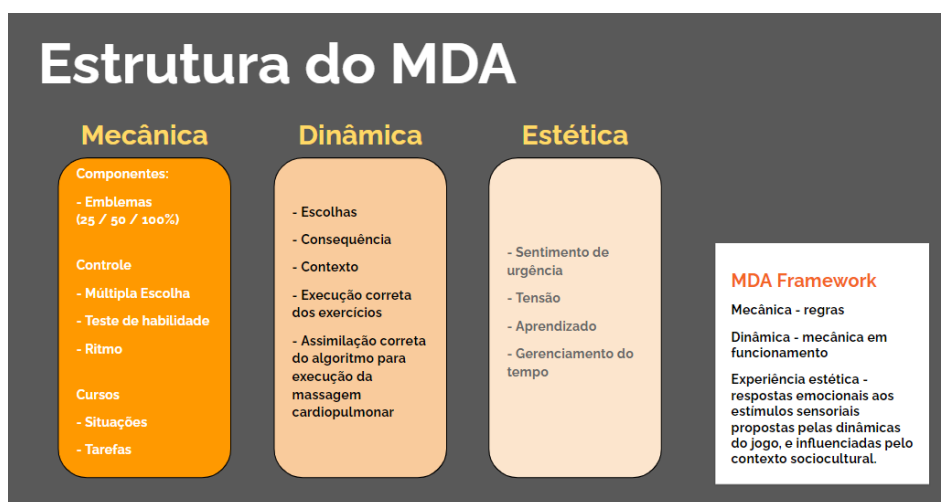 Estrutura do MDA
Mecânica
Componentes:
- Emblemas
(25 / 50 / 100%)
Controle
- Múltipla Escolha
- Teste de habilidade
- Ritmo
Cursos
- Situações
- Tarefas
Dinâmica
- Escolhas
- Consequência
- Contexto
- Execução correta
dos exercícios
- Assimilação correta
do algoritmo para
execução da
massagem
cardiopulmonar
Estética
- Sentimento de
urgência
- Tensão
- Aprendizado
- Gerenciamento do
tempo
MDA Framework
Mecânica - regras
Dinâmica - mecânica em
funcionamento
Experiência estética -
respostas emocionais aos
estímulos sensoriais
propostas pelas dinâmicas
do jogo, e influenciadas pelo
contexto sociocultural.